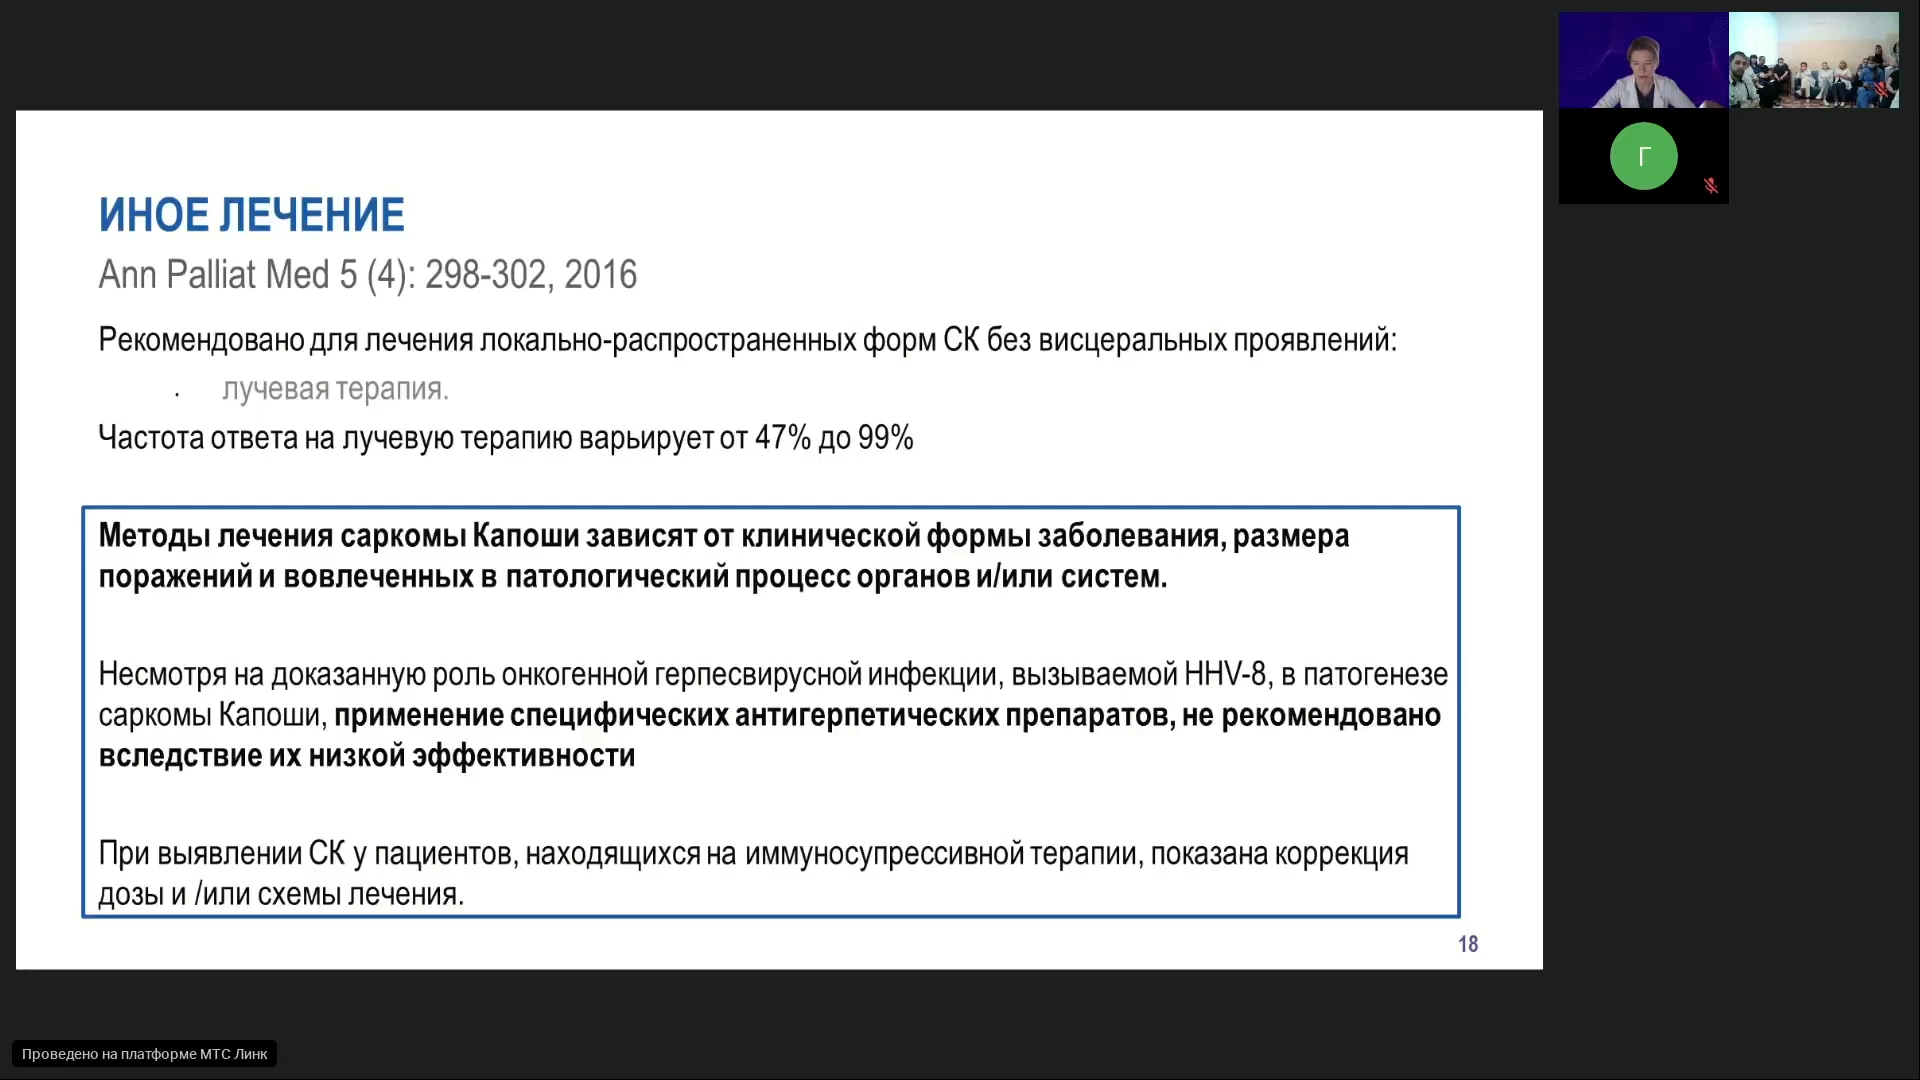 ИНОЕ ЛЕЧЕНИЕ
Ann Palliat Med 5 (4): 298-302, 2016
Рекомендовано для лечения локально-распространенных форм СК без висцеральных проявлений:
· лучевая терапия.
Частота ответа на лучевую терапию варьирует от 47% до 99%
Методы лечения саркомы Капоши зависят от клинической формы заболевания, размера
поражений и вовлеченных в патологический процесс органов и/или систем.
Несмотря на доказанную роль онкогенной герпесвирусной инфекции, вызываемой HHV-8, в патогенезе
саркомы Капоши, применение специфических антигерпетических препаратов, не рекомендовано
вследствие их низкой эффективности
При выявлении СК у пациентов, находящихся на иммуносупрессивной терапии, показана коррекция
дозы и /или схемы лечения.
18
Г
Проведено на платформе МТС Линк